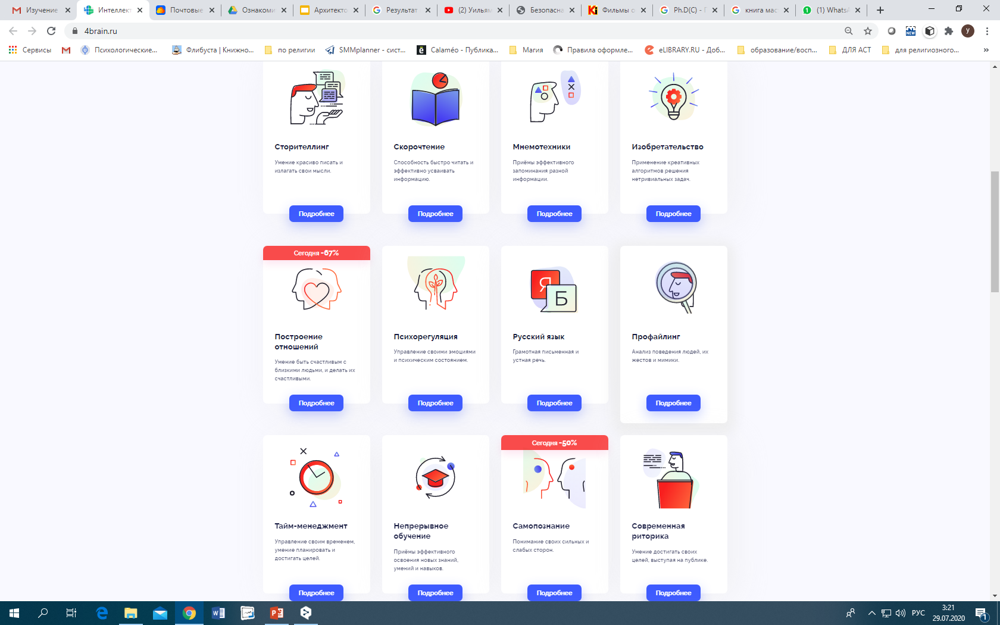 Изучение
Интеллект
Почтовые
Ознакоми
Архитекто
Результат
(2) Уильям
Безопасна
Фильмы о
Ph.D(C) - П
книга мас
(1) WhatsA
4brain.ru
у
Сервисы
Психологические...
Флибуста | Книжно...
по религии
SMMplanner - сист...
Calaméo - Публика...
Магия
Правила оформле...
eLIBRARY.RU - Доб...
образование/восп...
ДЛЯ АСТ
для религиозного...
»
Сторителлинг
Умение красиво писать и
излагать свои мысли.
Подробнее
Скорочтение
Способность быстро читать и
эффективно усваивать
информацию.
Подробнее
Мнемотехники
Приёмы эффективного
запоминания разной
информации.
Подробнее
Изобретательство
Применение креативных
алгоритмов решения
нетривиальных задач.
Подробнее
Сегодня -67%
Построение
отношений
Умение быть счастливым с
близкими людьми, и делать их
счастливыми.
Подробнее
Психорегуляция
Управление своими эмоциями
и психическим состоянием.
Подробнее
Я
Б
Русский язык
Грамотная письменная и
устная речь.
Подробнее
Профайлинг
Анализ поведения людей, их
жестов и мимики.
Подробнее
Тайм-менеджмент
Управление своим временем,
умение планировать и
достигать целей.
Подробнее
Непрерывное
обучение
Приёмы эффективного
освоения новых знаний,
умений и навыков.
Подробнее
Сегодня -50%
Самопознание
Понимание своих сильных и
слабых сторон.
Подробнее
Современная
риторика
Умение достигать своих
целей, выступая на публике.
Подробнее
РУС
3:21
29.07.2020
1